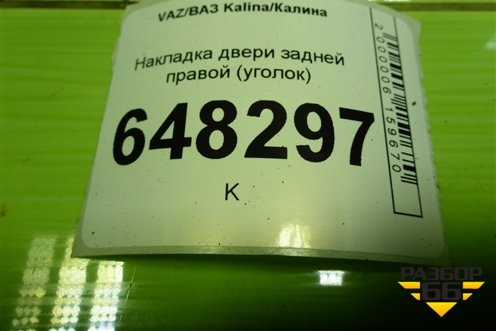 VAZ/ВАЗ Kalina/Калина
Накладка двери задней
правой (уголок)
648297
K
2000006159670
РАЗБОР
66